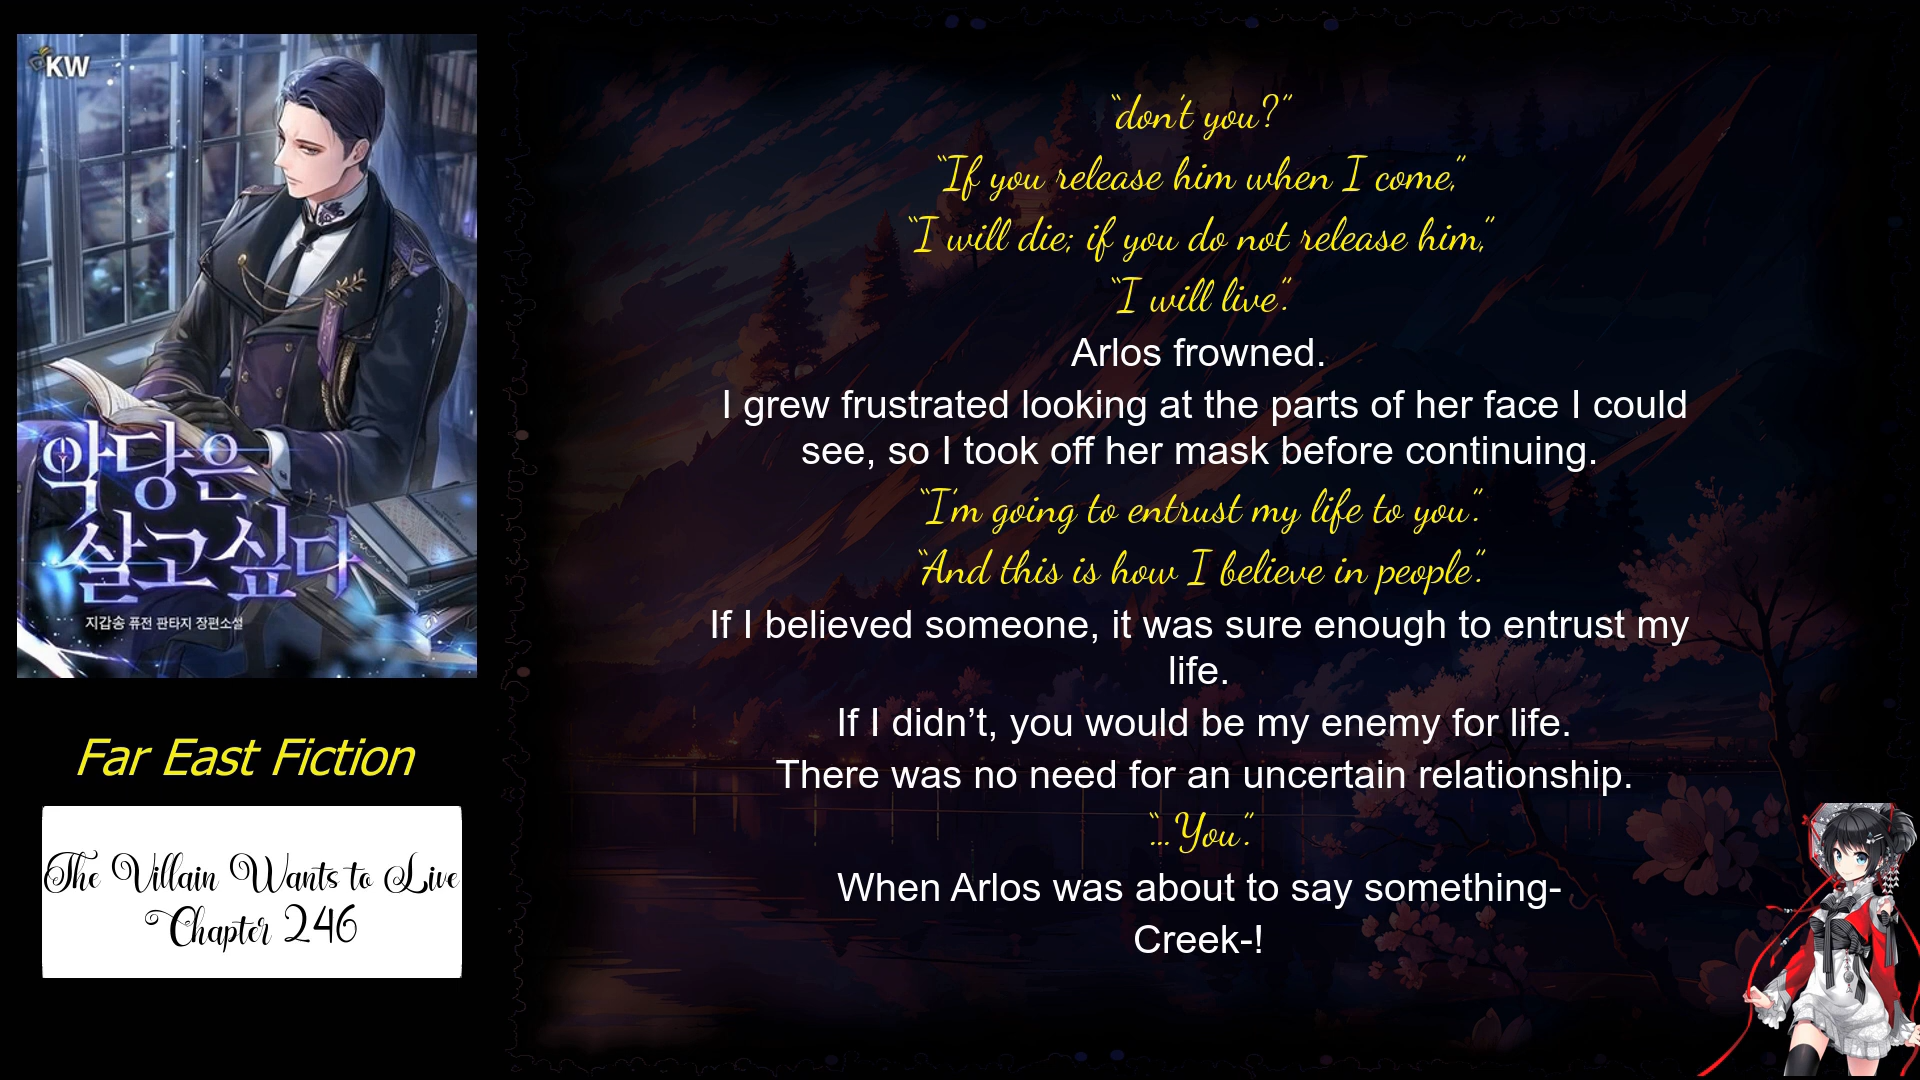 KW
악당은
살고싶다
지갑송 퓨전 판타지 장편소설
Far East Fiction
The Villain Wants to Live
Chapter 246
“don’t you?”
“If you release him when I come,”
“I will die; if you do not release him,”
“I will live”.
Arlos frowned.
I grew frustrated looking at the parts of her face I could
see, so I took off her mask before continuing.
“I’m going to entrust my life to you”.
“And this is how I believe in people”.
If I believed someone, it was sure enough to entrust my
life.
If I didn’t, you would be my enemy for life.
There was no need for an uncertain relationship.
“…You”.
When Arlos was about to say something-
Creek-!